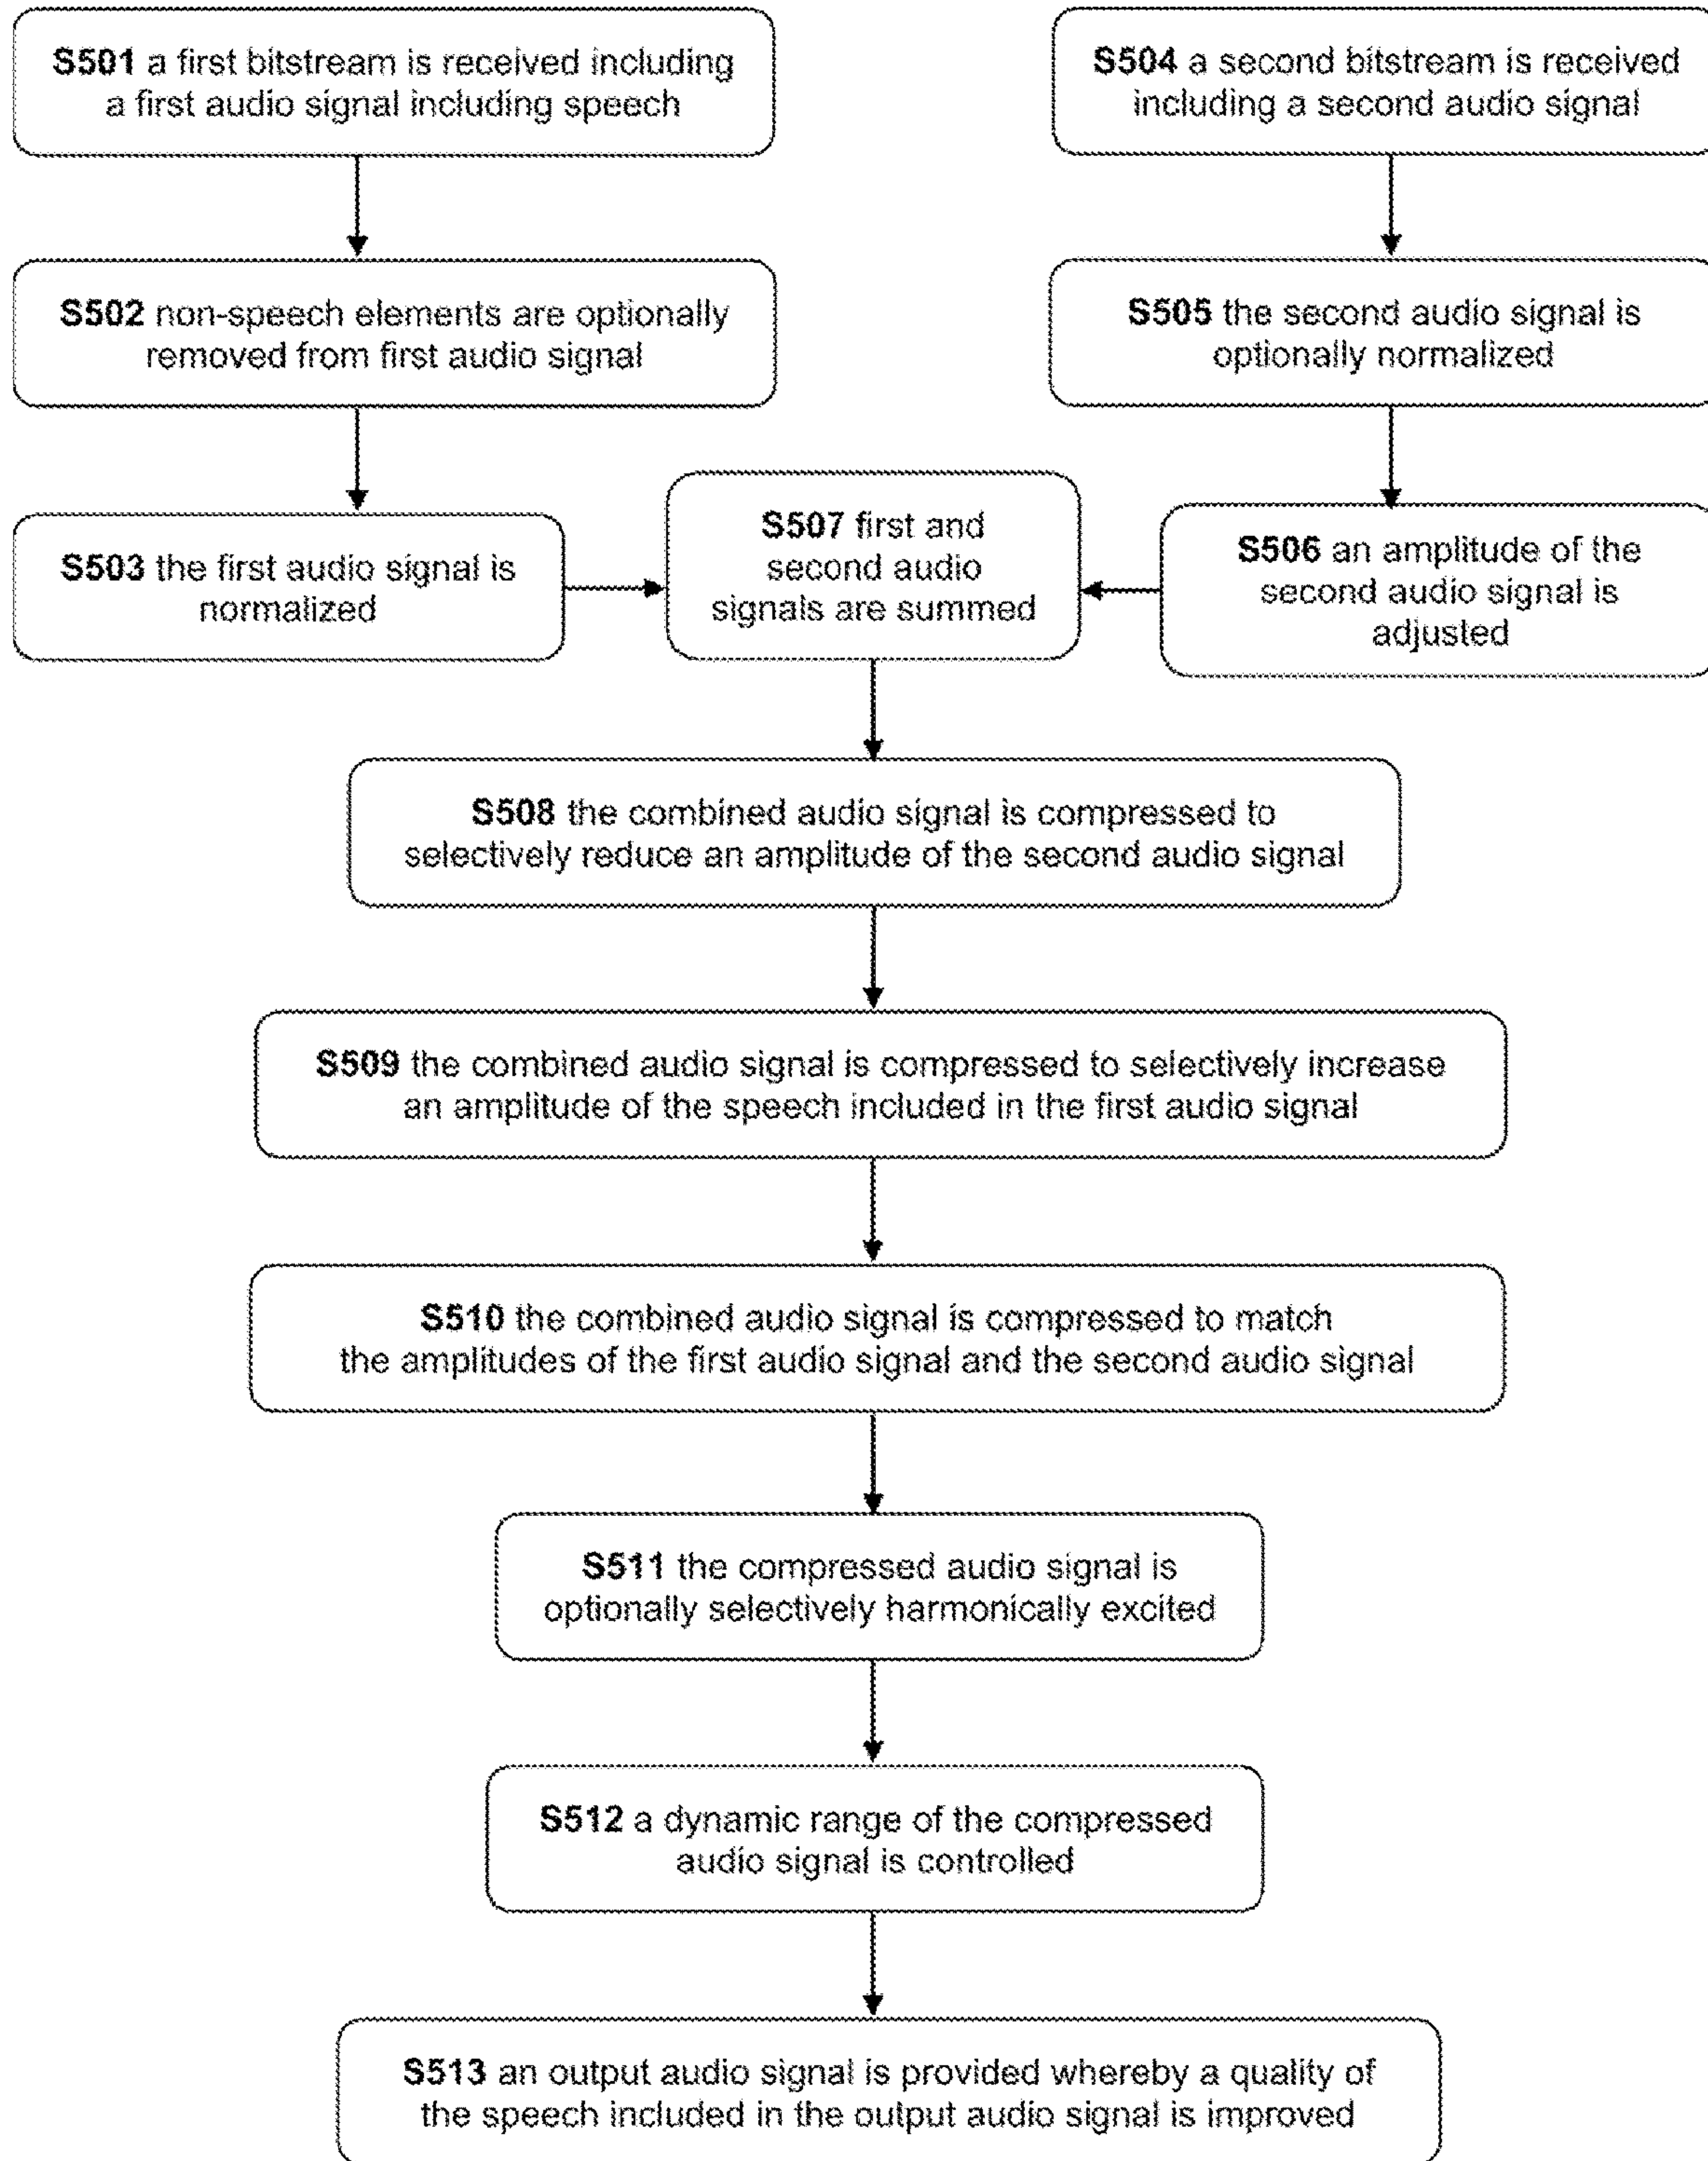 S501 a first bitstream is received including
a first audio signal including speech
S504 a second bitstream is received
including a second audio signal
S502 non-speech elements are optionally
removed from first audio signal
S505 the second audio signal is
optionally normalized
S503 the first audio signal is
normalized
S507 first and
second audio
signals are summed
S506 an amplitude of the
second audio signal is
adjusted
S508 the combined audio signal is compressed to
selectively reduce an amplitude of the second audio signal
S509 the combined audio signal is compressed to selectively increase
an amplitude of the speech included in the first audio signal
S510 the combined audio signal is compressed to match
the amplitudes of the first audio signal and the second audio signal
S511 the compressed audio signal is
optionally selectively harmonically excited
S512 a dynamic range of the compressed
audio signal is controlled
S513 an output audio signal is provided whereby a quality of
the speech included in the output audio signal is improved